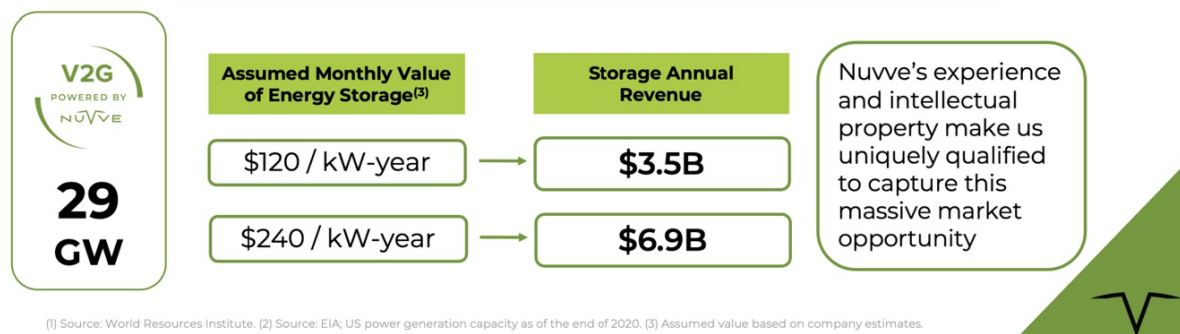 V2G
POWERED BY
NUVVE
29
GW
Assumed Monthly Value
of Energy Storage(3)
Storage Annual
Revenue
$120 / kW-year
$3.5B
$240 / kW-year
$6.9B
Nuvve's experience
and intellectual
property make us
uniquely qualified
to capture this
massive market
opportunity
(1) Source: World Resources Institute. (2) Source: EIA; US power generation capacity as of the end of 2020. (3) Assumed value based on company estimates.